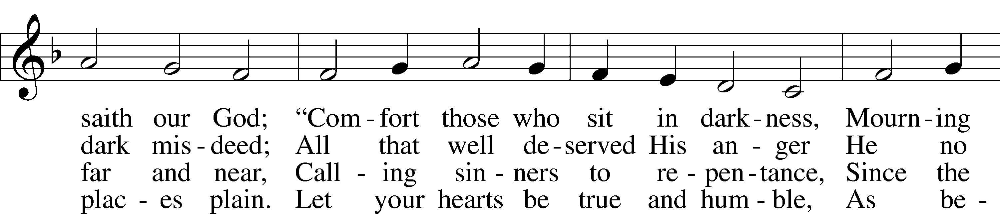 saith our God; “Com - fort those who sit in dark - ness, Mourn - ing
dark mis - deed; All that well de - served His an - ger He no
far and near, Call - ing sin - ners to re - pen - tance, Since the
plac - es plain. Let your hearts be true and hum - ble, As be -